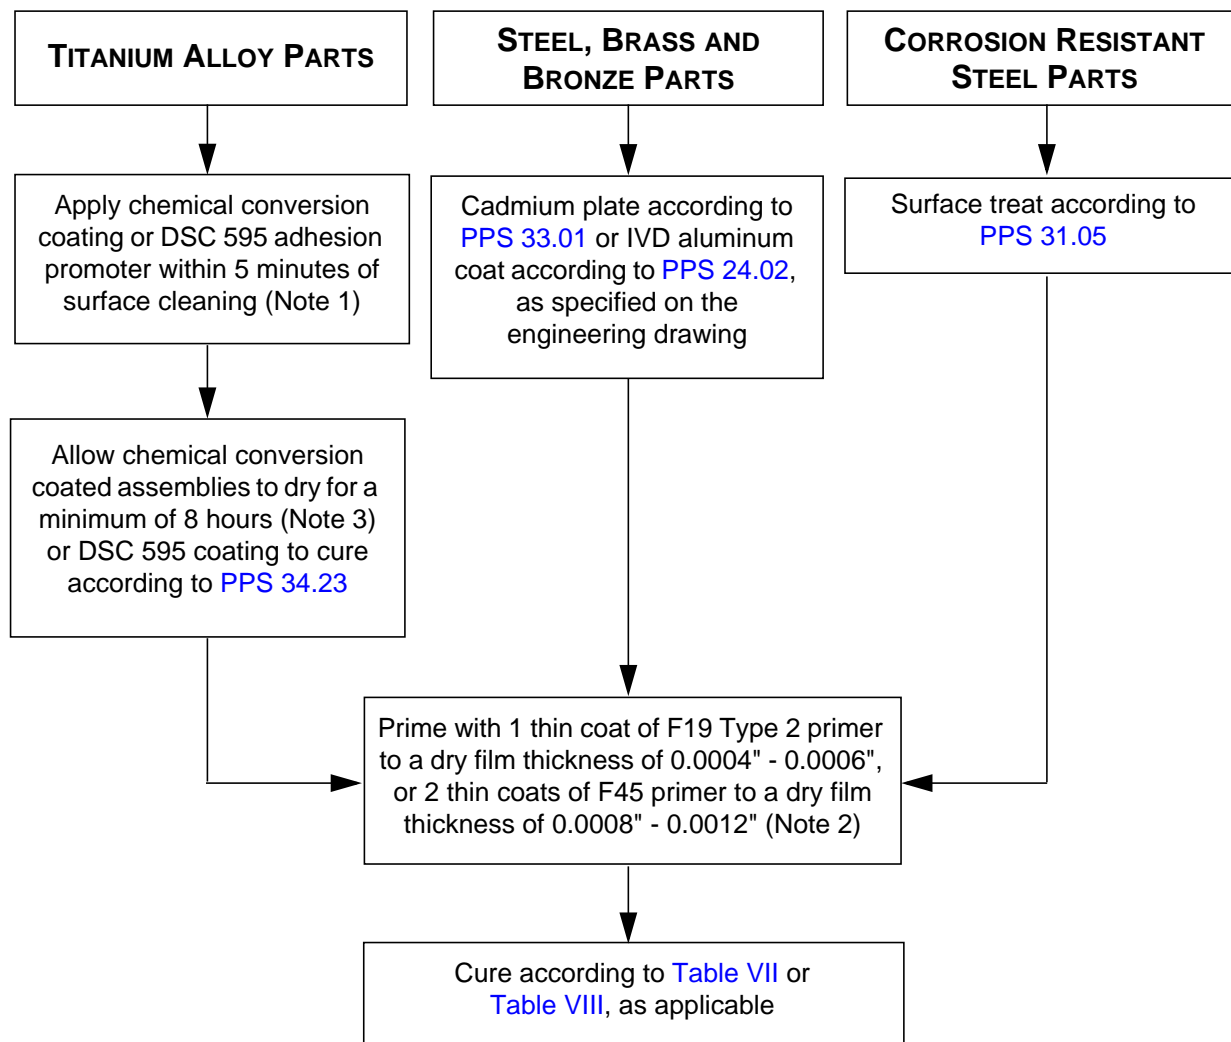 TITANIUM ALLOY PARTS
STEEL, BRASS AND
BRONZE PARTS
CORROSION RESISTANT
STEEL PARTS
Apply chemical conversion
coating or DSC 595 adhesion
promoter within 5 minutes of
surface cleaning (Note 1)
Cadmium plate according to
PPS 33.01 or IVD aluminum
coat according to PPS 24.02,
as specified on the
engineering drawing
Surface treat according to
PPS 31.05
Allow chemical conversion
coated assemblies to dry for a
minimum of 8 hours (Note 3)
or DSC 595 coating to cure
according to PPS 34.23
Prime with 1 thin coat of F19 Type 2 primer
to a dry film thickness of 0.0004" - 0.0006",
or 2 thin coats of F45 primer to a dry film
thickness of 0.0008" - 0.0012" (Note 2)
Cure according to Table VII or
Table VIII, as applicable